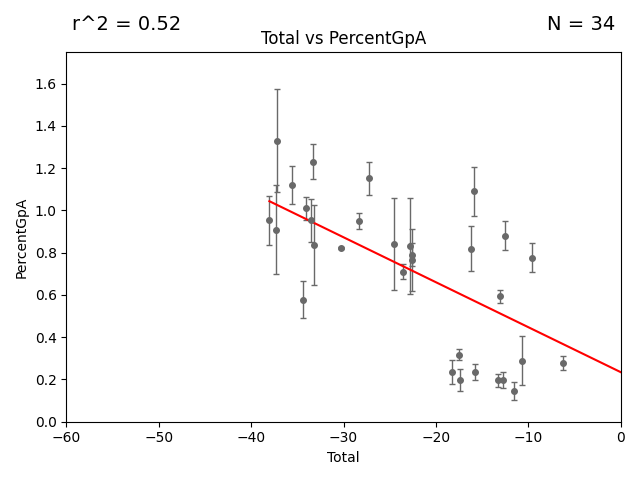 r^2 = 0.52
N = 34
Total vs PercentGpA
PercentGpA
1.6
1.4
1.2
1.0
0.8
0.6
0.4
0.2
0.0
−60 −50 −40 −30 −20 −10 0
Total